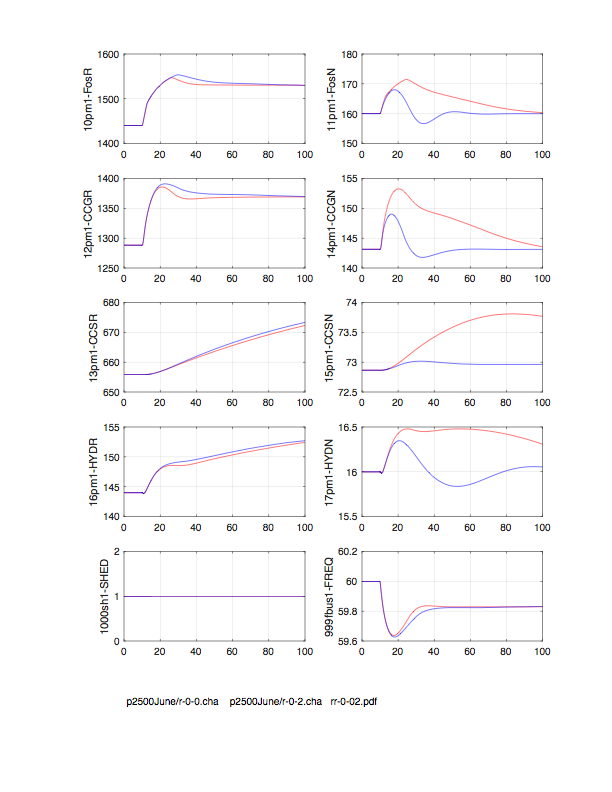 10pm1-FosR
1600
1500
1400
0 20 40 60 80 100
11pm1-FosN
180
170
160
150
0 20 40 60 80 100
12pm1-CCGR
1400
1350
1300
1250
0 20 40 60 80 100
14pm1-CCGN
155
150
145
140
0 20 40 60 80 100
13pm1-CCSR
680
670
660
650
0 20 40 60 80 100
15pm1-CCSN
74
73.5
73
72.5
0 20 40 60 80 100
16pm1-HYDR
155
150
145
140
0 20 40 60 80 100
17pm1-HYDN
16.5
16
15.5
0 20 40 60 80 100
1000sh1-SHED
2
1
0
0 20 40 60 80 100
999fbus1-FREQ
60.2
60
59.8
59.6
0 20 40 60 80 100
p2500June/r-0-0.cha p2500June/r-0-2.cha rr-0-02.pdf